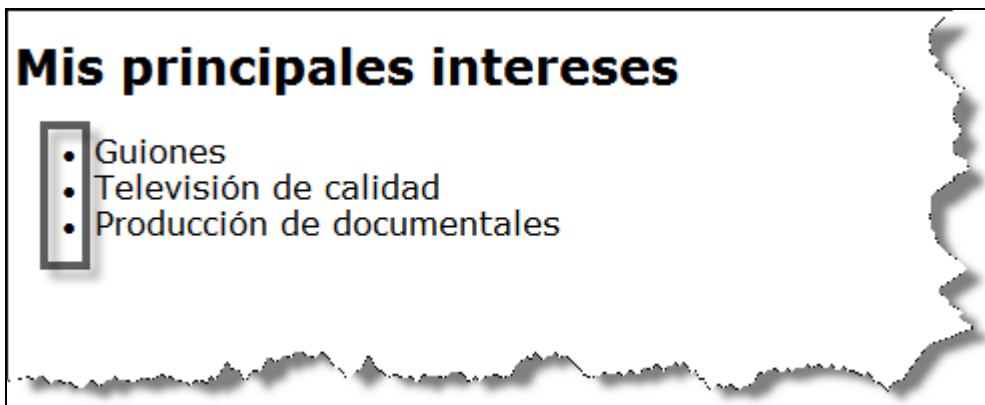 Mis principales intereses
• Guiones
• Televisión de calidad
• Producción de documentales